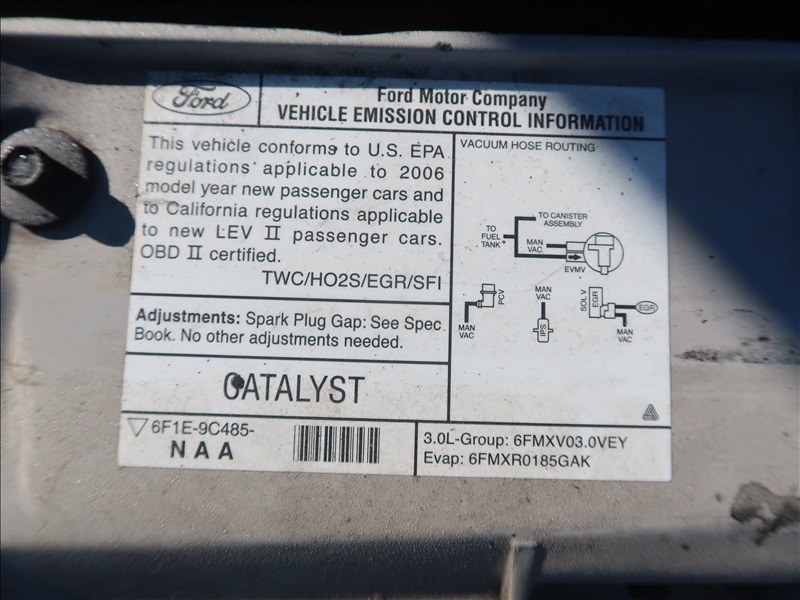 Ford
Ford Motor Company
VEHICLE EMISSION CONTROL INFORMATION
This vehicle conforms to U.S. EPA
regulations applicable to 2006
model year new passenger cars and
to California regulations applicable
to new LEV II passenger cars.
OBD II certified.
TWC/HO2S/EGR/SFI
Adjustments: Spark Plug Gap: See Spec
Book. No other adjustments needed.
CATALYST
6F1E-9C485-
NAA
VACUUM HOSE ROUTING
TO CANISTER
ASSEMBLY
TO
FUEL
TANK
MAN
VAC
EVMV
PCV
MAN
VAC
MAN
VAC
IPS
SOL V
EGR
EGR
MAN
VAC
3.0L-Group: 6FMXV03.0VEY
Evap: 6FMXR0185GAK